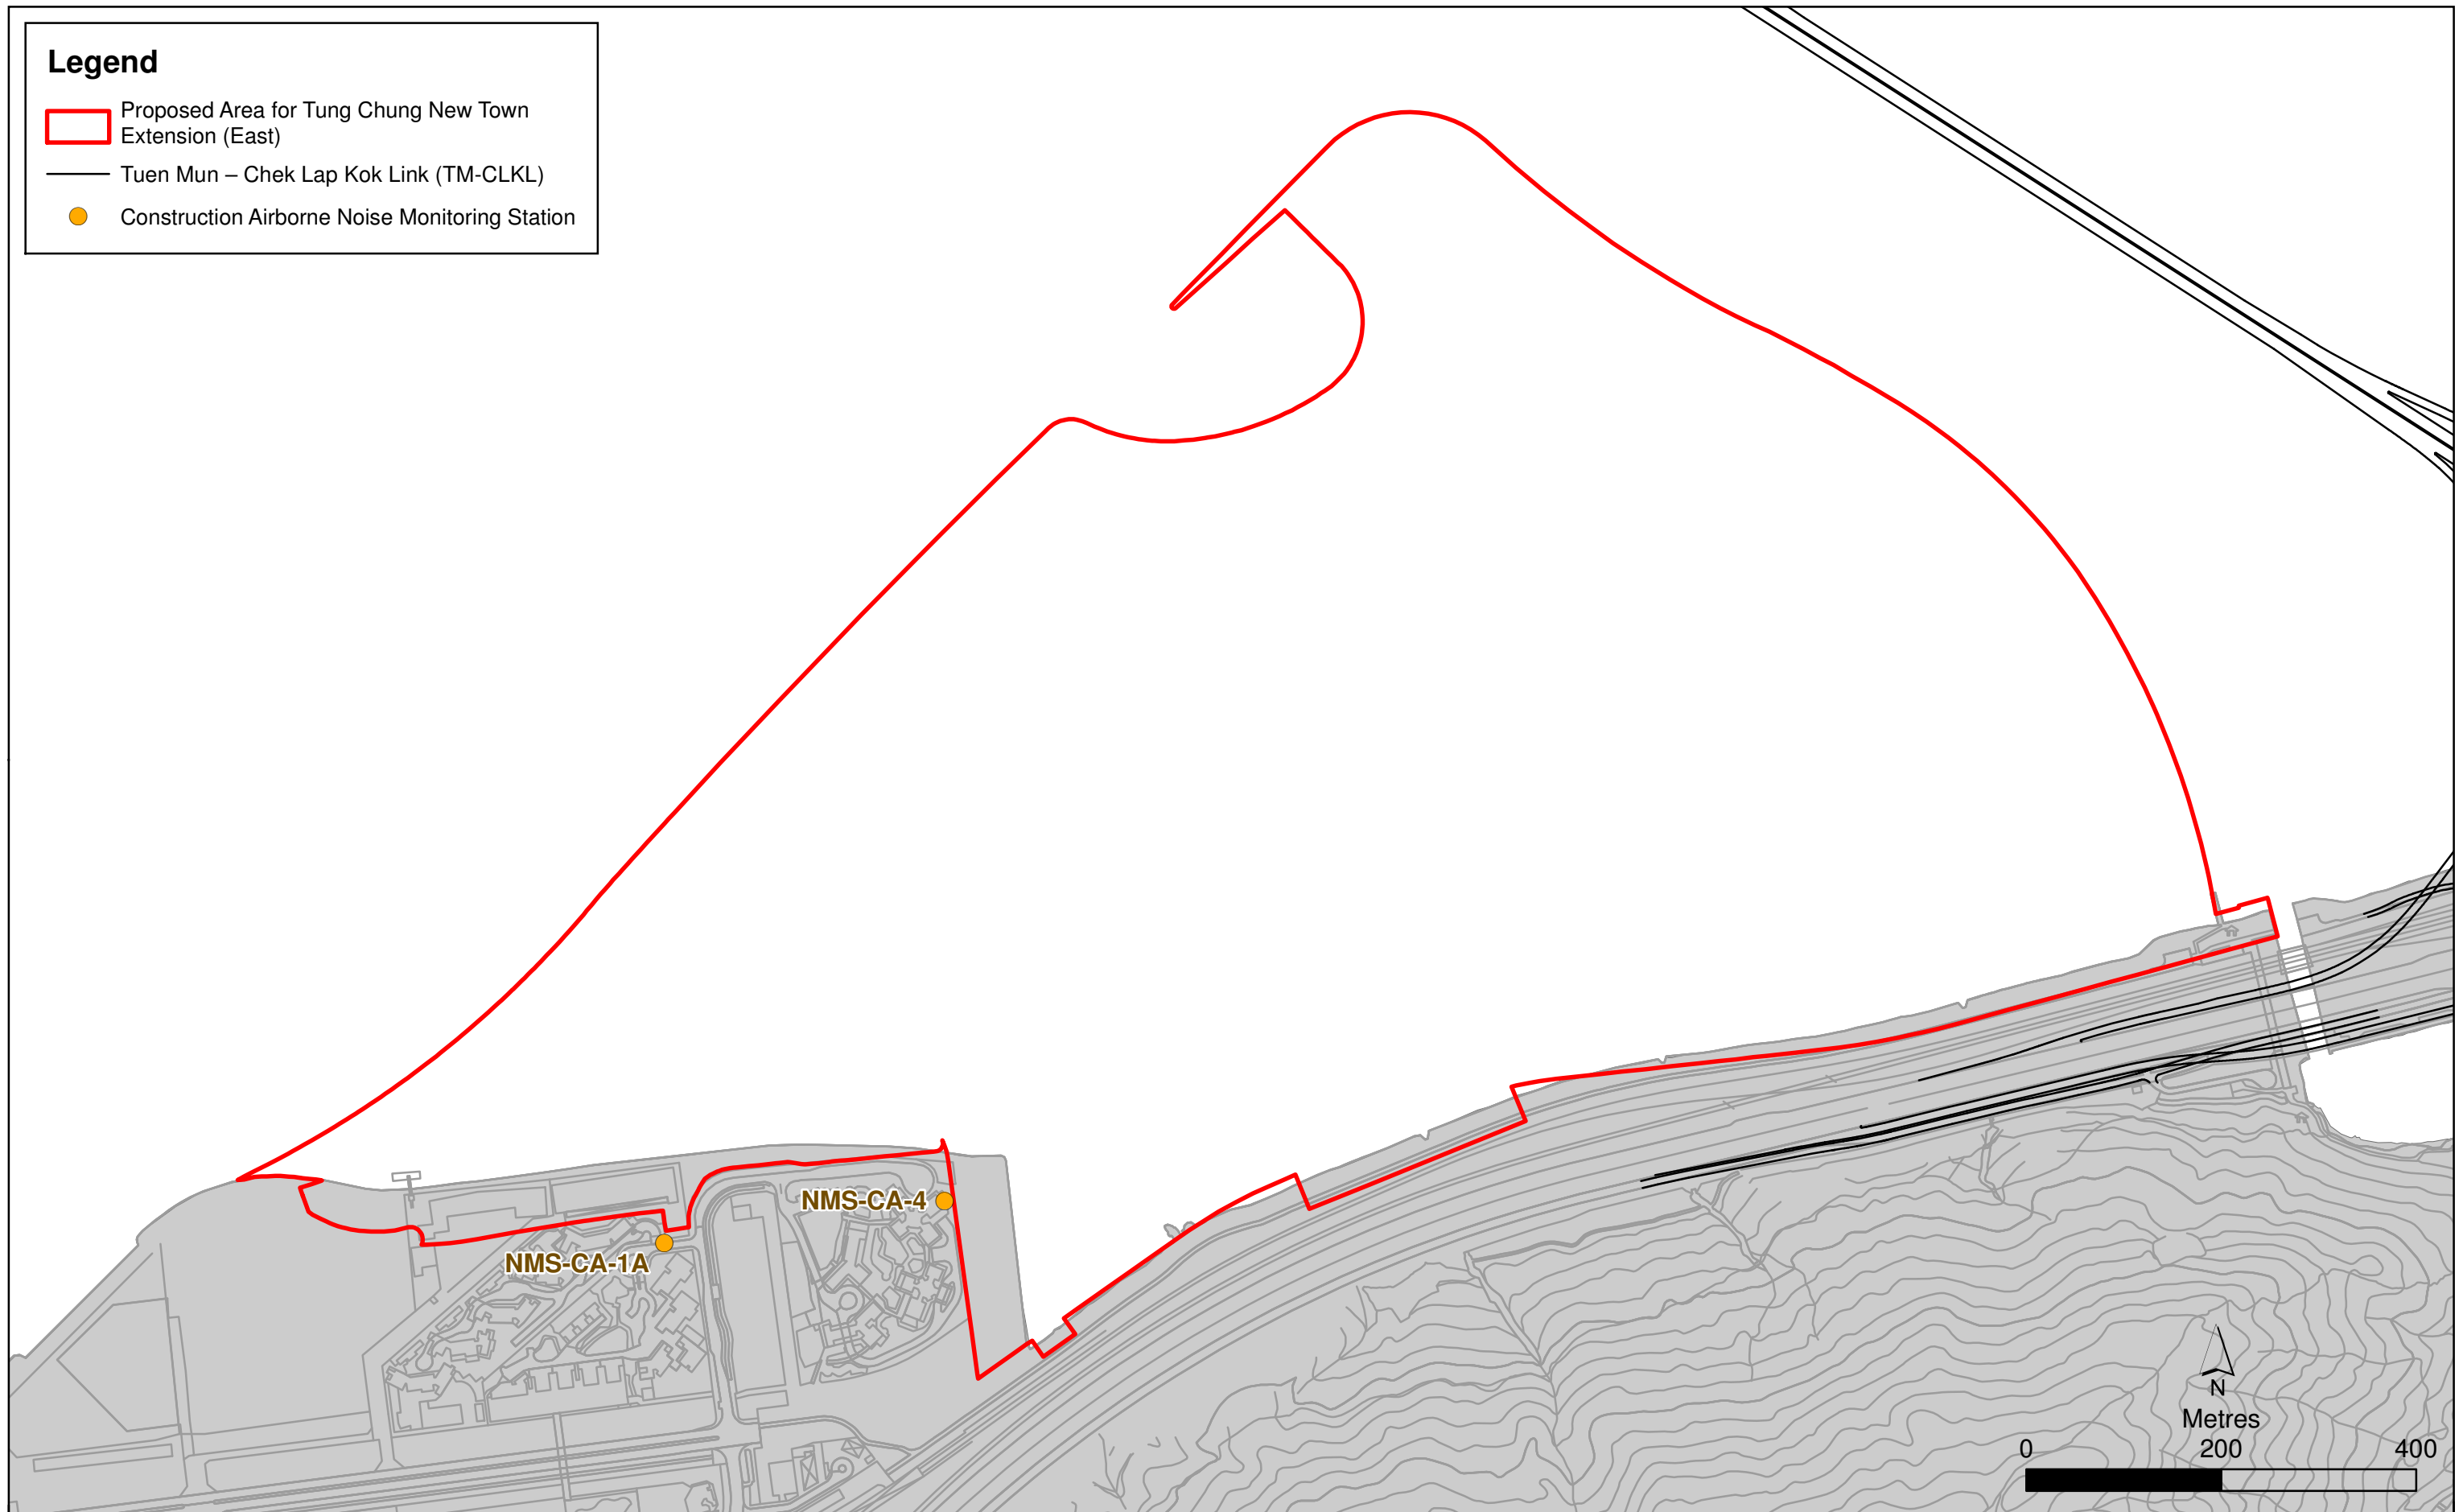 Legend
Proposed Area for Tung Chung New Town
Extension (East)
Tuen Mun – Chek Lap Kok Link (TM-CLKL)
Construction Airborne Noise Monitoring Station
NMS-CA-4
NMS-CA-1A
N
Metres
0 200 400